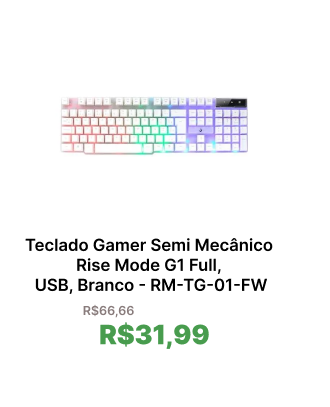 Teclado Gamer Semi Mecânico
Rise Mode G1 Full,
USB, Branco - RM-TG-01-FW
R$66,66
R$31,99